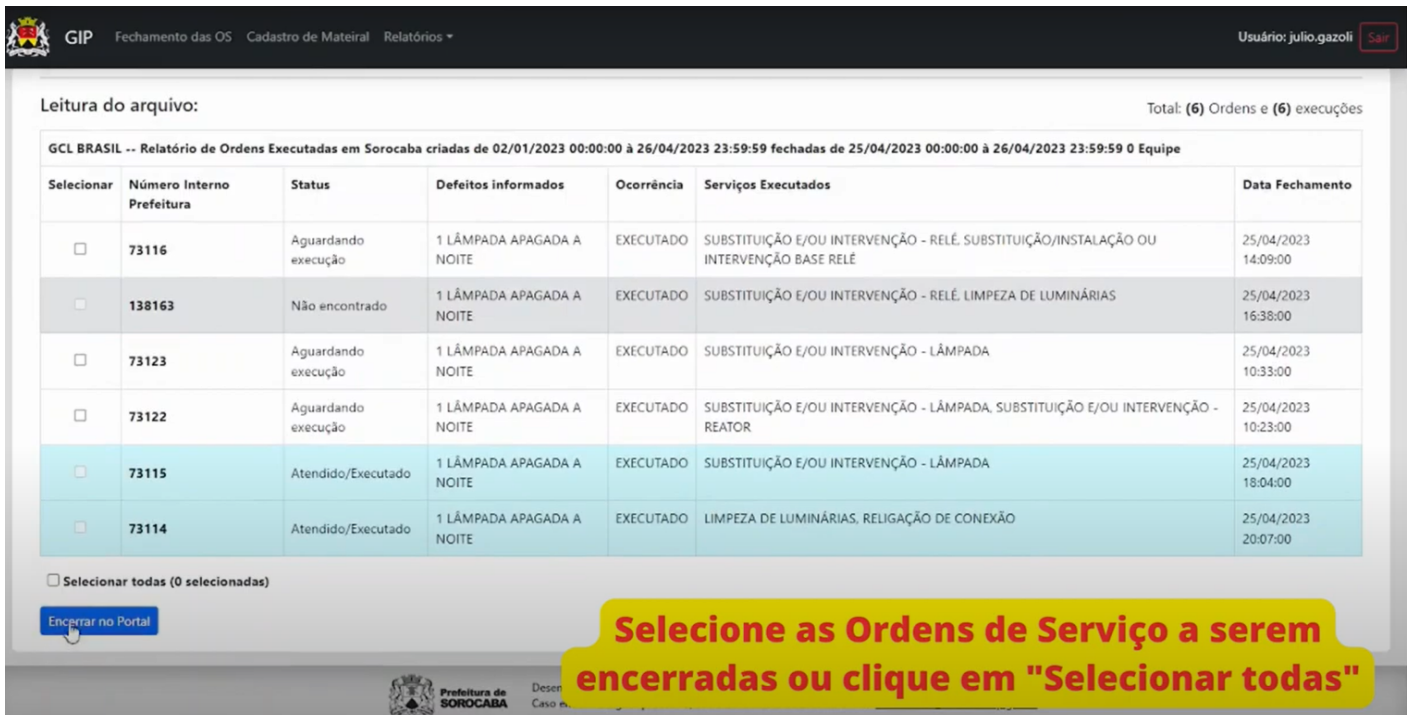 GIP Fechamento das OS Cadastro de Mateiral Relatórios Usuário: julio.gazoli Sair
Leitura do arquivo: Total: (6) Ordens e (6) execuções
GCL BRASIL -- Relatório de Ordens Executadas em Sorocaba criadas de 02/01/2023 00:00:00 à 26/04/2023 23:59:59 fechadas de 25/04/2023 00:00:00 à 26/04/2023 23:59:59 0 Equipe
Selecionar Número Interno Status Defeitos informados Ocorrência Serviços Executados Data Fechamento
Prefeitura
73116 Aguardando 1 LÂMPADA APAGADA A EXECUTADO SUBSTITUIÇÃO E/OU INTERVENÇÃO - RELÉ, SUBSTITUIÇÃO/INSTALAÇÃO OU 25/04/2023
execução NOITE INTERVENÇÃO BASE RELÉ 14:09:00
138163 Não encontrado 1 LÂMPADA APAGADA A EXECUTADO SUBSTITUIÇÃO E/OU INTERVENÇÃO - RELÉ, LIMPEZA DE LUMINÁRIAS 25/04/2023
NOITE 16:38:00
73123 Aguardando 1 LÂMPADA APAGADA A EXECUTADO SUBSTITUIÇÃO E/OU INTERVENÇÃO - LÂMPADA 25/04/2023
execução NOITE 10:33:00
73122 Aguardando 1 LÂMPADA APAGADA A EXECUTADO SUBSTITUIÇÃO E/OU INTERVENÇÃO - LÂMPADA, SUBSTITUIÇÃO E/OU INTERVENÇÃO - 25/04/2023
execução NOITE REATOR 10:23:00
73115 Atendido/Executado 1 LÂMPADA APAGADA A EXECUTADO SUBSTITUIÇÃO E/OU INTERVENÇÃO - LÂMPADA 25/04/2023
NOITE 18:04:00
73114 Atendido/Executado 1 LÂMPADA APAGADA A EXECUTADO LIMPEZA DE LUMINÁRIAS, RELIGAÇÃO DE CONEXÃO 25/04/2023
NOITE 20:07:00
Selecionar todas (0 selecionadas)
Encerrar no Portal
Selecione as Ordens de Serviço a serem
encerradas ou clique em "Selecionar todas"
Prefeitura de
SOROCABA